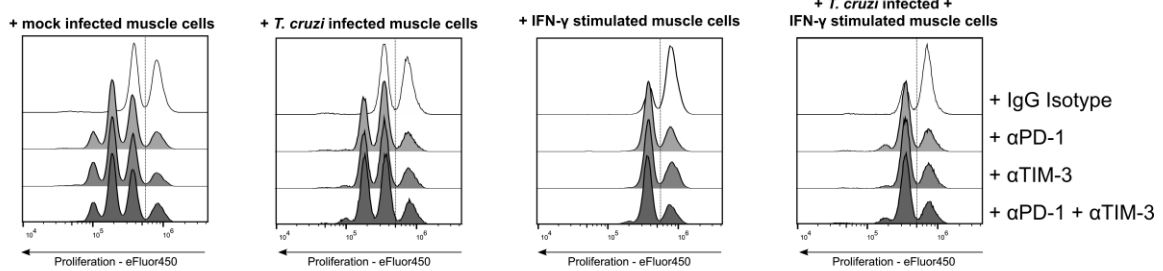 + mock infected muscle cells
+ T. cruzi infected muscle cells
+ IFN-γ stimulated muscle cells
+ T. cruzi infected +
IFN-γ stimulated muscle cells
+ IgG Isotype
+ αPD-1
+ αTIM-3
+ αPD-1 + αTIM-3
10⁴ 10⁵ 10⁶
10⁴ 10⁵ 10⁶
10⁴ 10⁵ 10⁶
10⁴ 10⁵ 10⁶
Proliferation - eFluor450
Proliferation - eFluor450
Proliferation - eFluor450
Proliferation - eFluor450